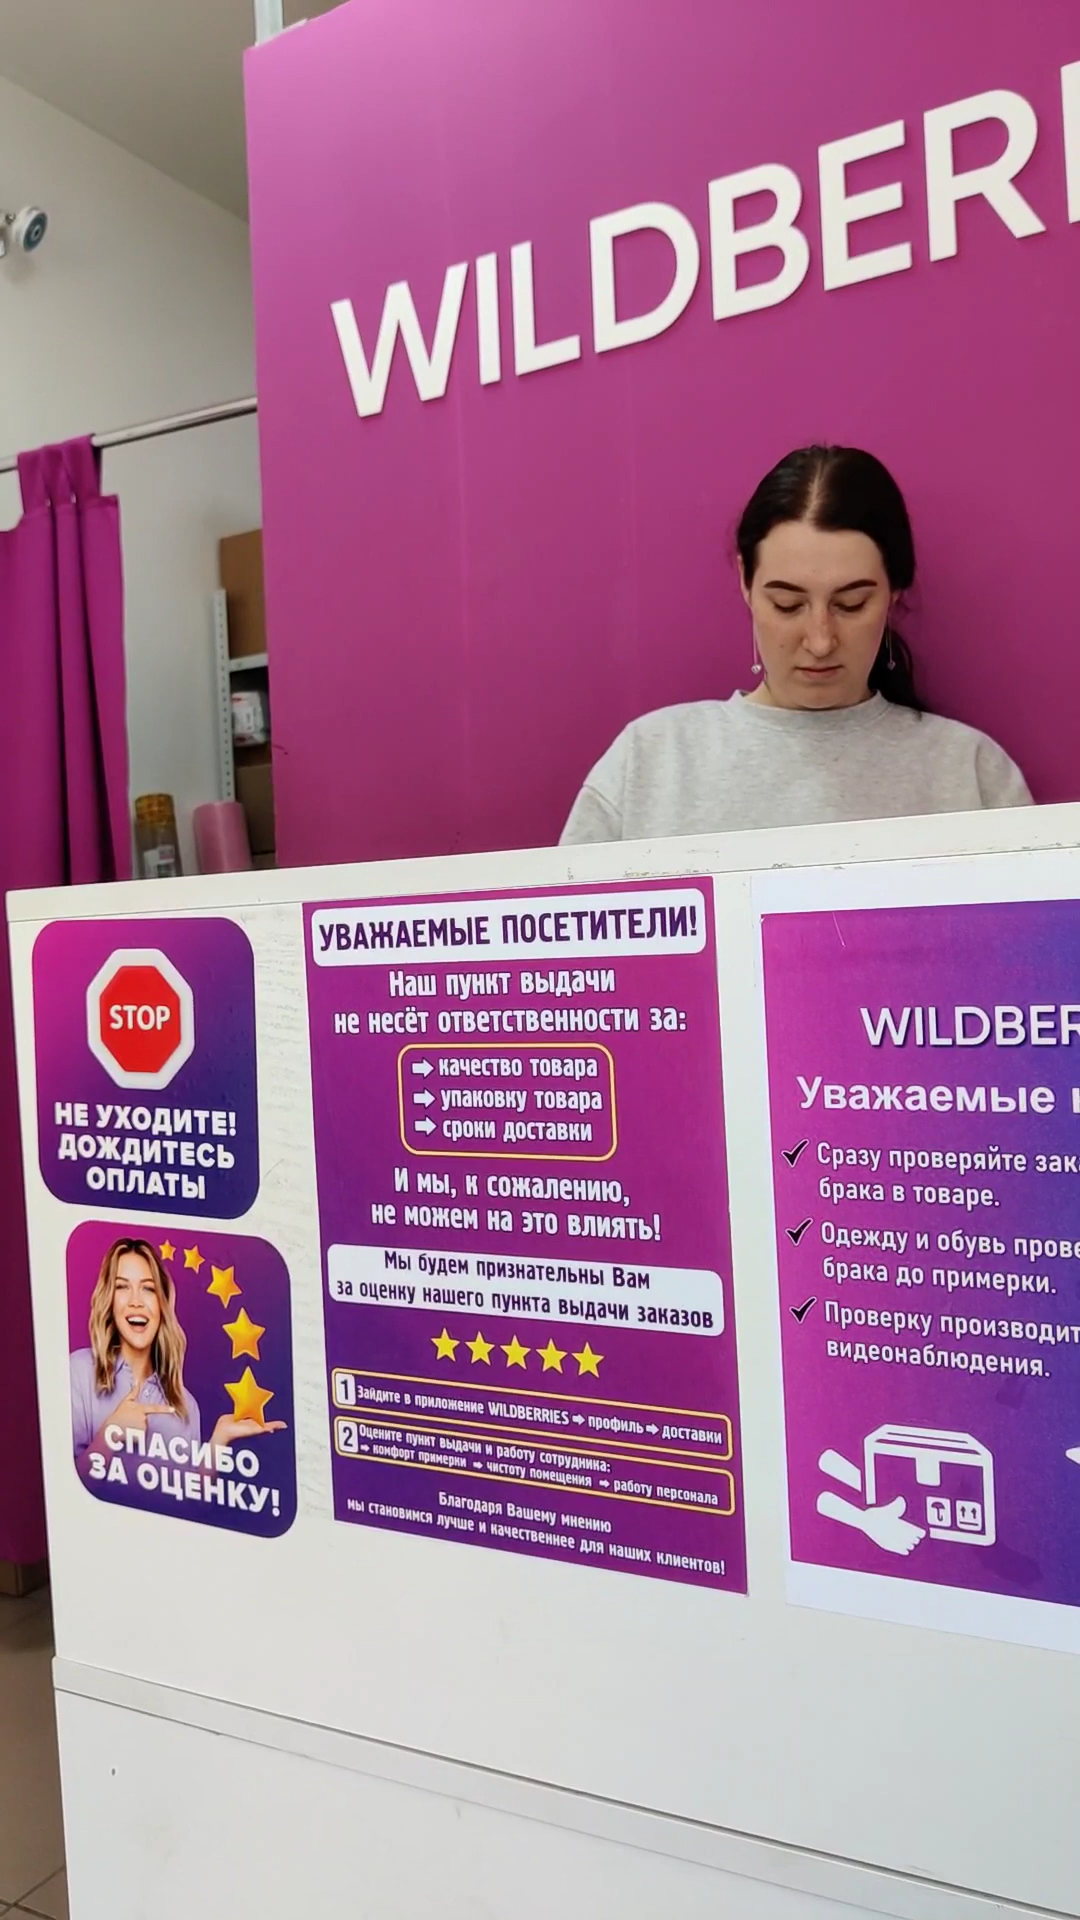 WILDBER
STOP
НЕ УХОДИТЕ!
ДОЖДИТЕСЬ
ОПЛАТЫ
СПАСИБО
ЗА ОЦЕНКУ!
УВАЖАЕМЫЕ ПОСЕТИТЕЛИ!
Наш пункт выдачи
не несёт ответственности за:
➡ качество товара
➡ упаковку товара
➡ сроки доставки
И мы, к сожалению,
не можем на это влиять!
Мы будем признательны Вам
за оценку нашего пункта выдачи заказов
1 Зайдите в приложение WILDBERRIES ➡ профиль ➡ доставки
2 Оцените пункт выдачи и работу сотрудника:
➡ комфорт примерки ➡ чистоту помещения ➡ работу персонала
Благодаря Вашему мнению
мы становимся лучше и качественнее для наших клиентов!
WILDBER
Уважаемые
Сразу проверяйте зак
брака в товаре.
Одежду и обувь прове
брака до примерки.
Проверку производит
видеонаблюдения.